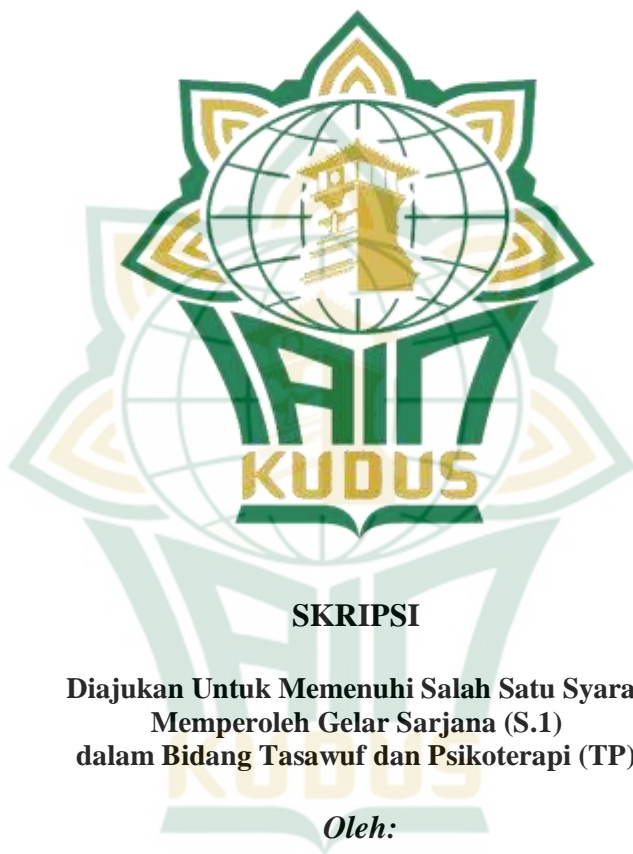 IAIN
KUDUS
SKRIPSI
Diajukan Untuk Memenuhi Salah Satu Syara
Memperoleh Gelar Sarjana (S.1)
dalam Bidang Tasawuf dan Psikoterapi (TP)
Oleh: